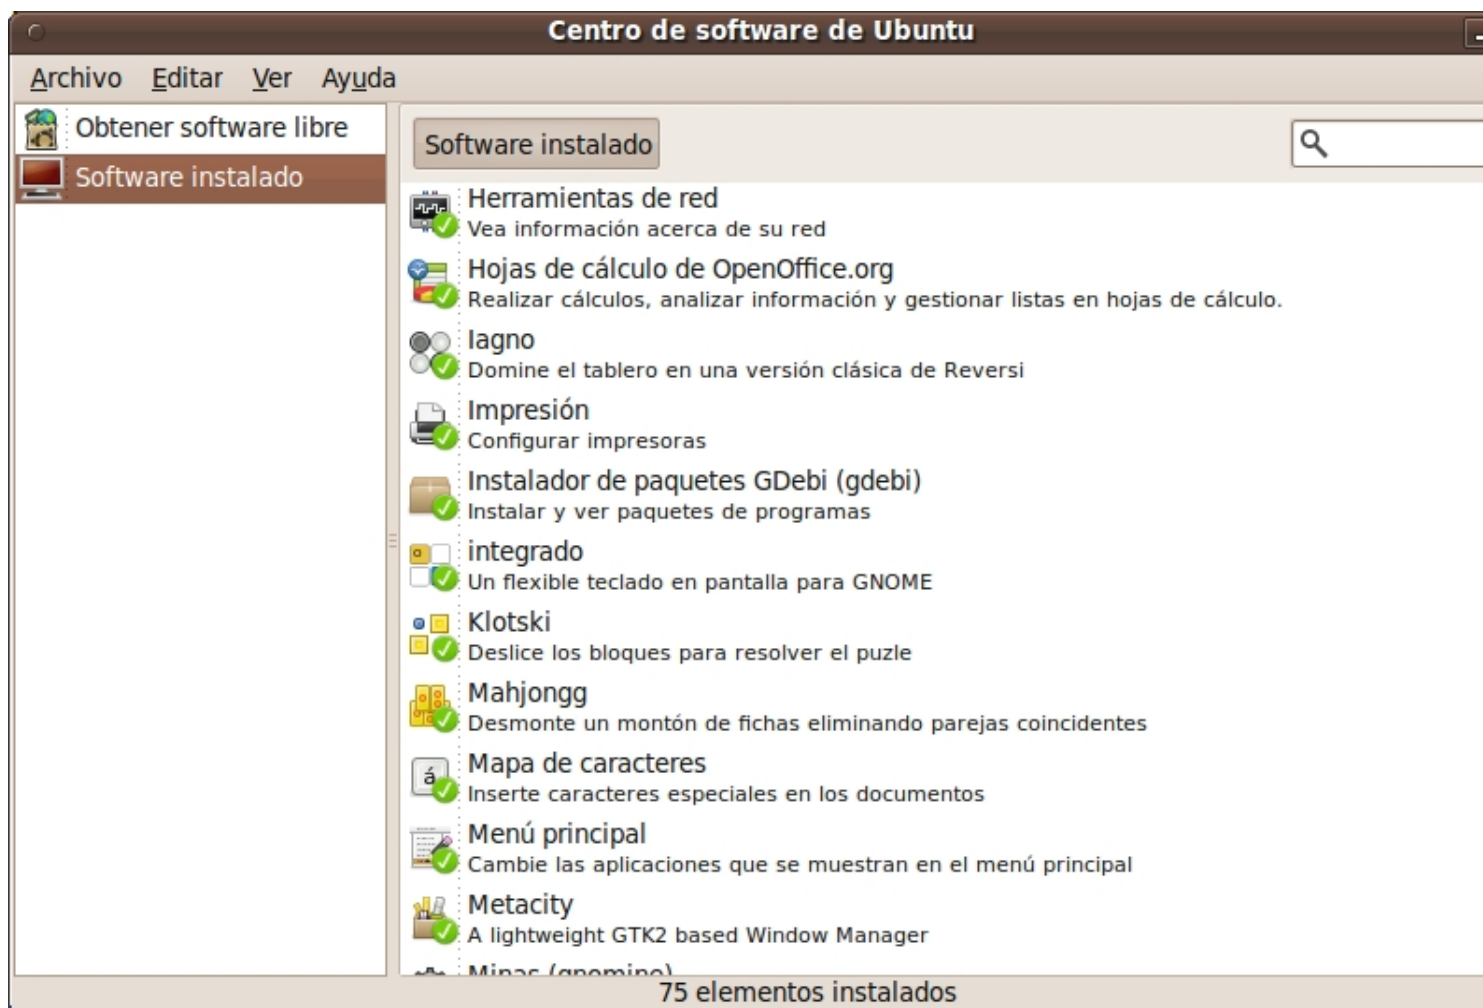 Centro de software de Ubuntu
Archivo Editar Ver Ayuda
Obtener software libre
Software instalado
Software instalado
Herramientas de red
Vea información acerca de su red
Hojas de cálculo de OpenOffice.org
Realizar cálculos, analizar información y gestionar listas en hojas de cálculo.
Iagno
Domine el tablero en una versión clásica de Reversi
Impresión
Configurar impresoras
Instalador de paquetes GDebi (gdebi)
Instalar y ver paquetes de programas
integrado
Un flexible teclado en pantalla para GNOME
Klotski
Deslice los bloques para resolver el puzle
Mahjongg
Desmonte un montón de fichas eliminando parejas coincidentes
á
Mapa de caracteres
Inserte caracteres especiales en los documentos
Menú principal
Cambie las aplicaciones que se muestran en el menú principal
Metacity
A lightweight GTK2 based Window Manager
Minas (gnomine)
75 elementos instalados